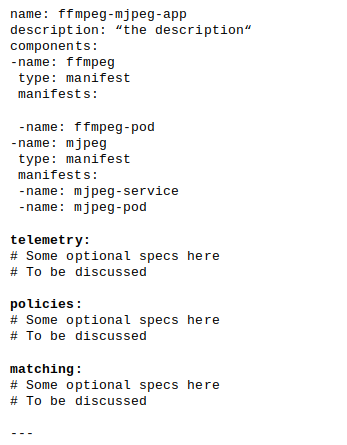 name: ffmpeg-mjpeg-app
description: “the description“
components:
-name: ffmpeg
 type: manifest
 manifests:

 -name: ffmpeg-pod
-name: mjpeg
 type: manifest
 manifests:
 -name: mjpeg-service
 -name: mjpeg-pod

telemetry:
# Some optional specs here
# To be discussed

policies:
# Some optional specs here
# To be discussed

matching:
# Some optional specs here
# To be discussed

---